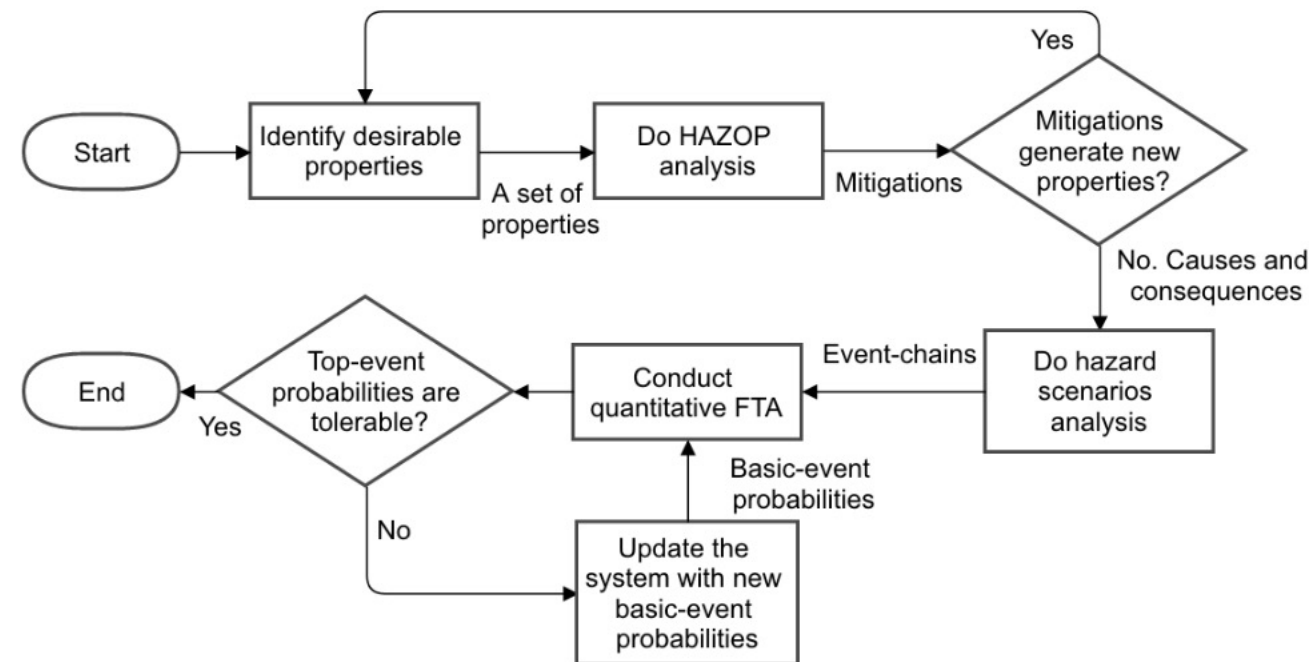 Yes
Start
Identify desirable
properties
A set of
properties
Do HAZOP
analysis
Mitigations
Mitigations
generate new
properties?
No. Causes and
consequences
Do hazard
scenarios
analysis
Event-chains
Conduct
quantitative FTA
Top-event
probabilities are
tolerable?
Yes
End
No
Update the
system with new
basic-event
probabilities
Basic-event
probabilities